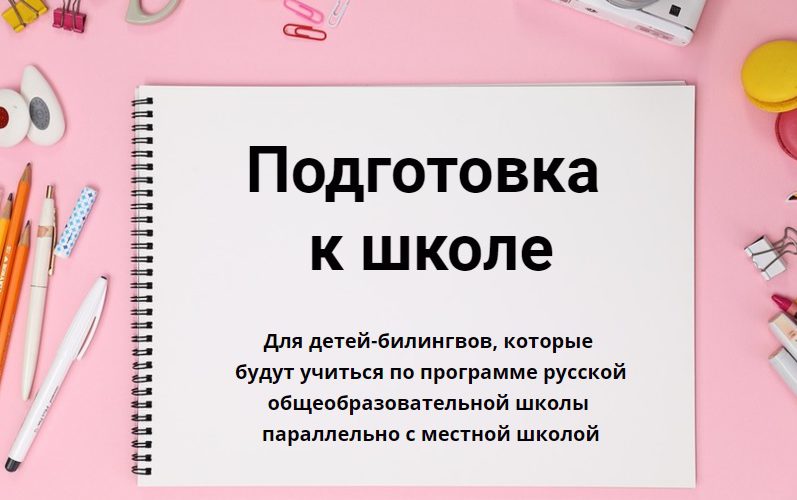 Подготовка
к школе
Для детей-билингвов, которые
будут учиться по программе русской
общеобразовательной школы
параллельно с местной школой